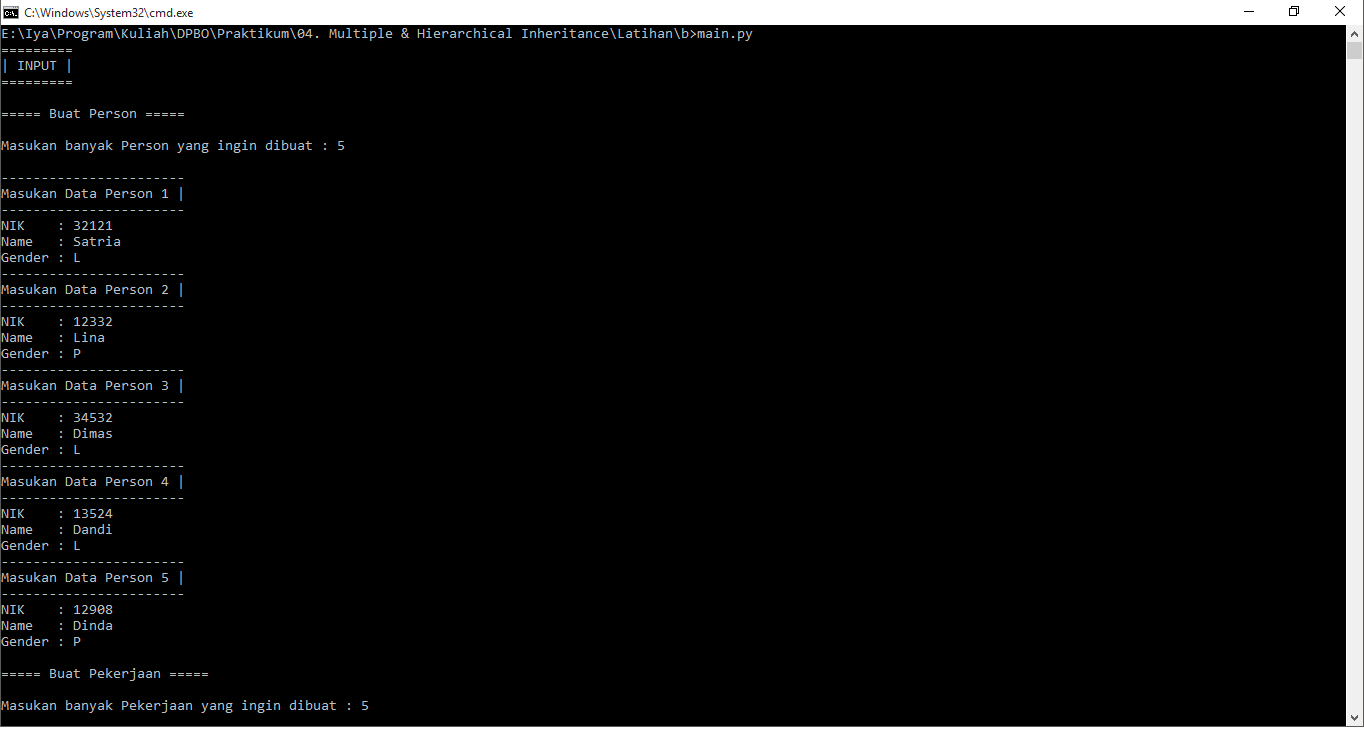 C:\Windows\System32\cmd.exe
E:\Iya\Program\Kuliah\DPBO\Praktikum\04. Multiple & Hierarchical Inheritance\Latihan\b>main.py
=========
| INPUT |
=========
===== Buat Person =====
Masukan banyak Person yang ingin dibuat : 5
-----------------------
Masukan Data Person 1 |
-----------------------
NIK    : 32121
Name   : Satria
Gender : L
-----------------------
Masukan Data Person 2 |
-----------------------
NIK    : 12332
Name   : Lina
Gender : P
-----------------------
Masukan Data Person 3 |
-----------------------
NIK    : 34532
Name   : Dimas
Gender : L
-----------------------
Masukan Data Person 4 |
-----------------------
NIK    : 13524
Name   : Dandi
Gender : L
-----------------------
Masukan Data Person 5 |
-----------------------
NIK    : 12908
Name   : Dinda
Gender : P
===== Buat Pekerjaan =====
Masukan banyak Pekerjaan yang ingin dibuat : 5